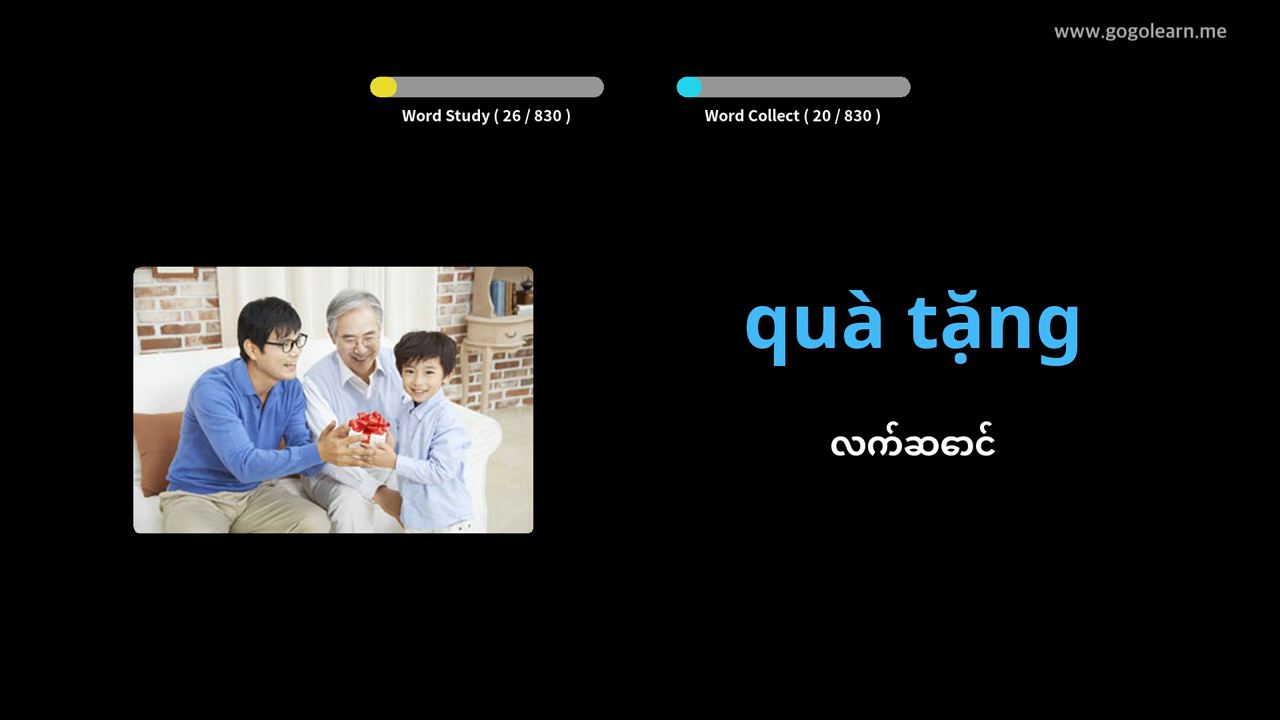 www.gogolearn.me
Word Study ( 26 / 830 )
Word Collect ( 20 / 830 )
quà tặng
လက်ဆောင်